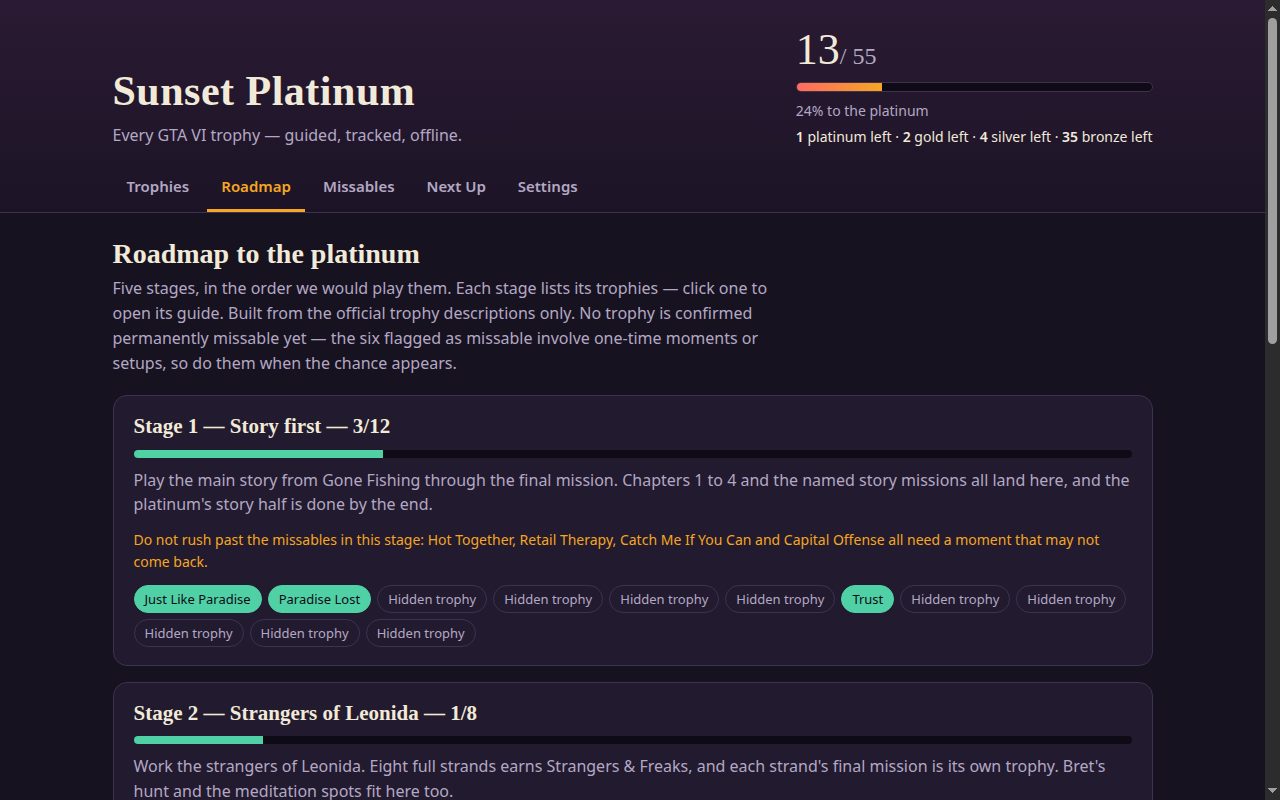 13/ 55
Sunset Platinum
24% to the platinum
Every GTA VI trophy — guided, tracked, offline.
1 platinum left · 2 gold left · 4 silver left · 35 bronze left
Trophies Roadmap Missables Next Up Settings
Roadmap to the platinum
Five stages, in the order we would play them. Each stage lists its trophies — click one to
open its guide. Built from the official trophy descriptions only. No trophy is confirmed
permanently missable yet — the six flagged as missable involve one-time moments or
setups, so do them when the chance appears.
Stage 1 — Story first — 3/12
Play the main story from Gone Fishing through the final mission. Chapters 1 to 4 and the named story missions all land here, and the
platinum's story half is done by the end.
Do not rush past the missables in this stage: Hot Together, Retail Therapy, Catch Me If You Can and Capital Offense all need a moment that may not
come back.
Just Like Paradise Paradise Lost Hidden trophy Hidden trophy Hidden trophy Hidden trophy Trust Hidden trophy Hidden trophy
Hidden trophy Hidden trophy Hidden trophy
Stage 2 — Strangers of Leonida — 1/8
Work the strangers of Leonida. Eight full strands earns Strangers & Freaks, and each strand's final mission is its own trophy. Bret's
hunt and the meditation spots fit here too.